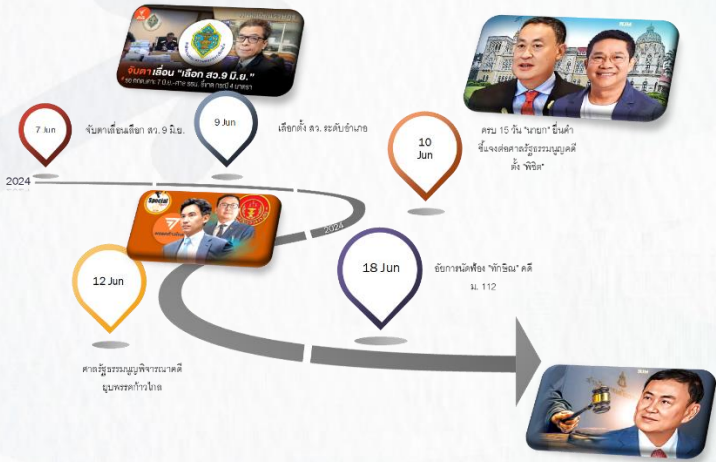 จับตาเลื่อน "เลือก สว.9 มิ.ย."
7 Jun
จับตาเลื่อนเลือก สว. 9 มิ.ย.
9 Jun
เลือกตั้ง สว. ระดับอำเภอ
10
Jun
ครบ 15 วัน "นายก" ยื่นคำ
ชี้แจงต่อศาลรัฐธรรมนูญคดี
ตั้ง "พิชิต"
2024
2024
Special
12 Jun
ศาลรัฐธรรมนูญพิจารณาคดี
ยุบพรรคก้าวไกล
18 Jun
อัยการนัดฟ้อง "ทักษิณ" คดี
ม. 112